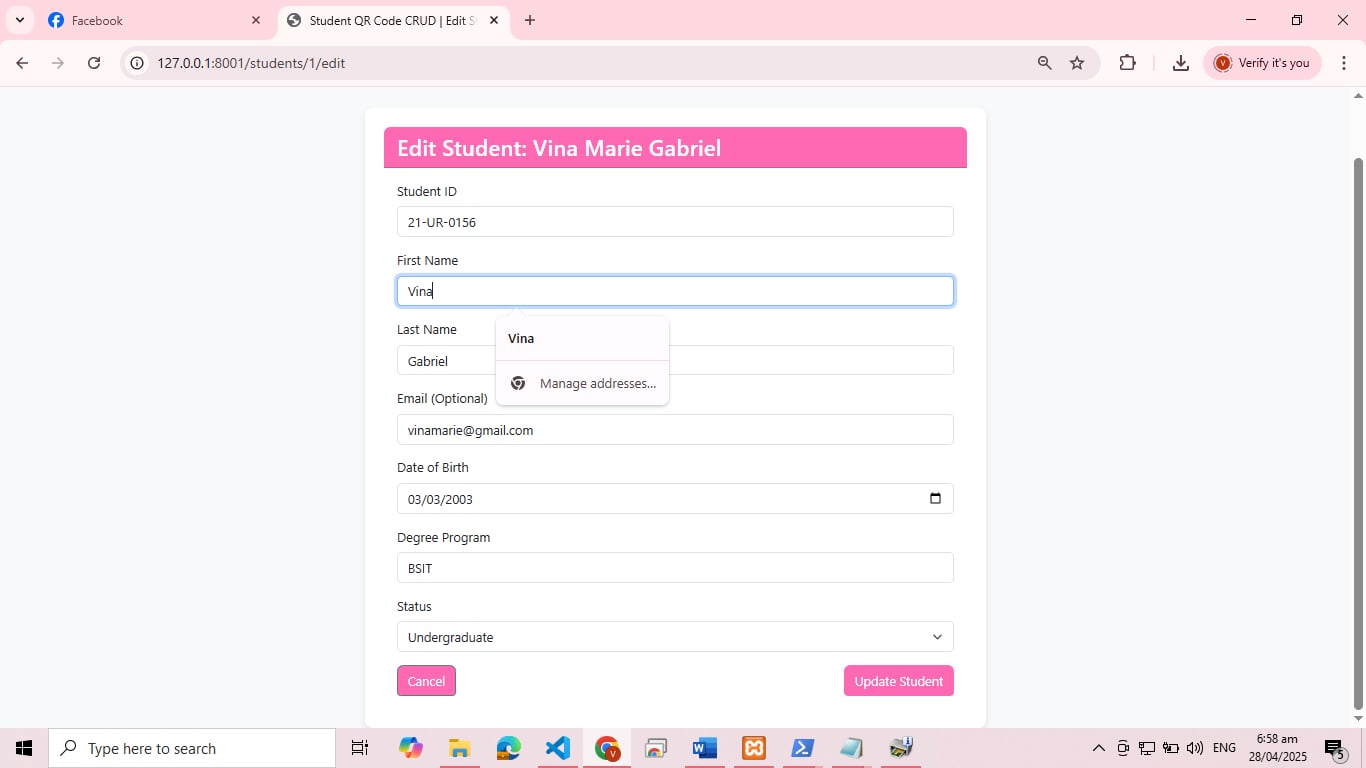 Facebook
Student QR Code CRUD | Edit S
127.0.0.1:8001/students/1/edit
V
Verify it's you
Edit Student: Vina Marie Gabriel
Student ID
21-UR-0156
First Name
Vina
Vina
Last Name
Gabriel
Manage addresses...
Email (Optional)
vinamarie@gmail.com
Date of Birth
03/03/2003
Degree Program
BSIT
Status
Undergraduate
Cancel
Update Student
Type here to search
ENG
6:58 am
28/04/2025
5